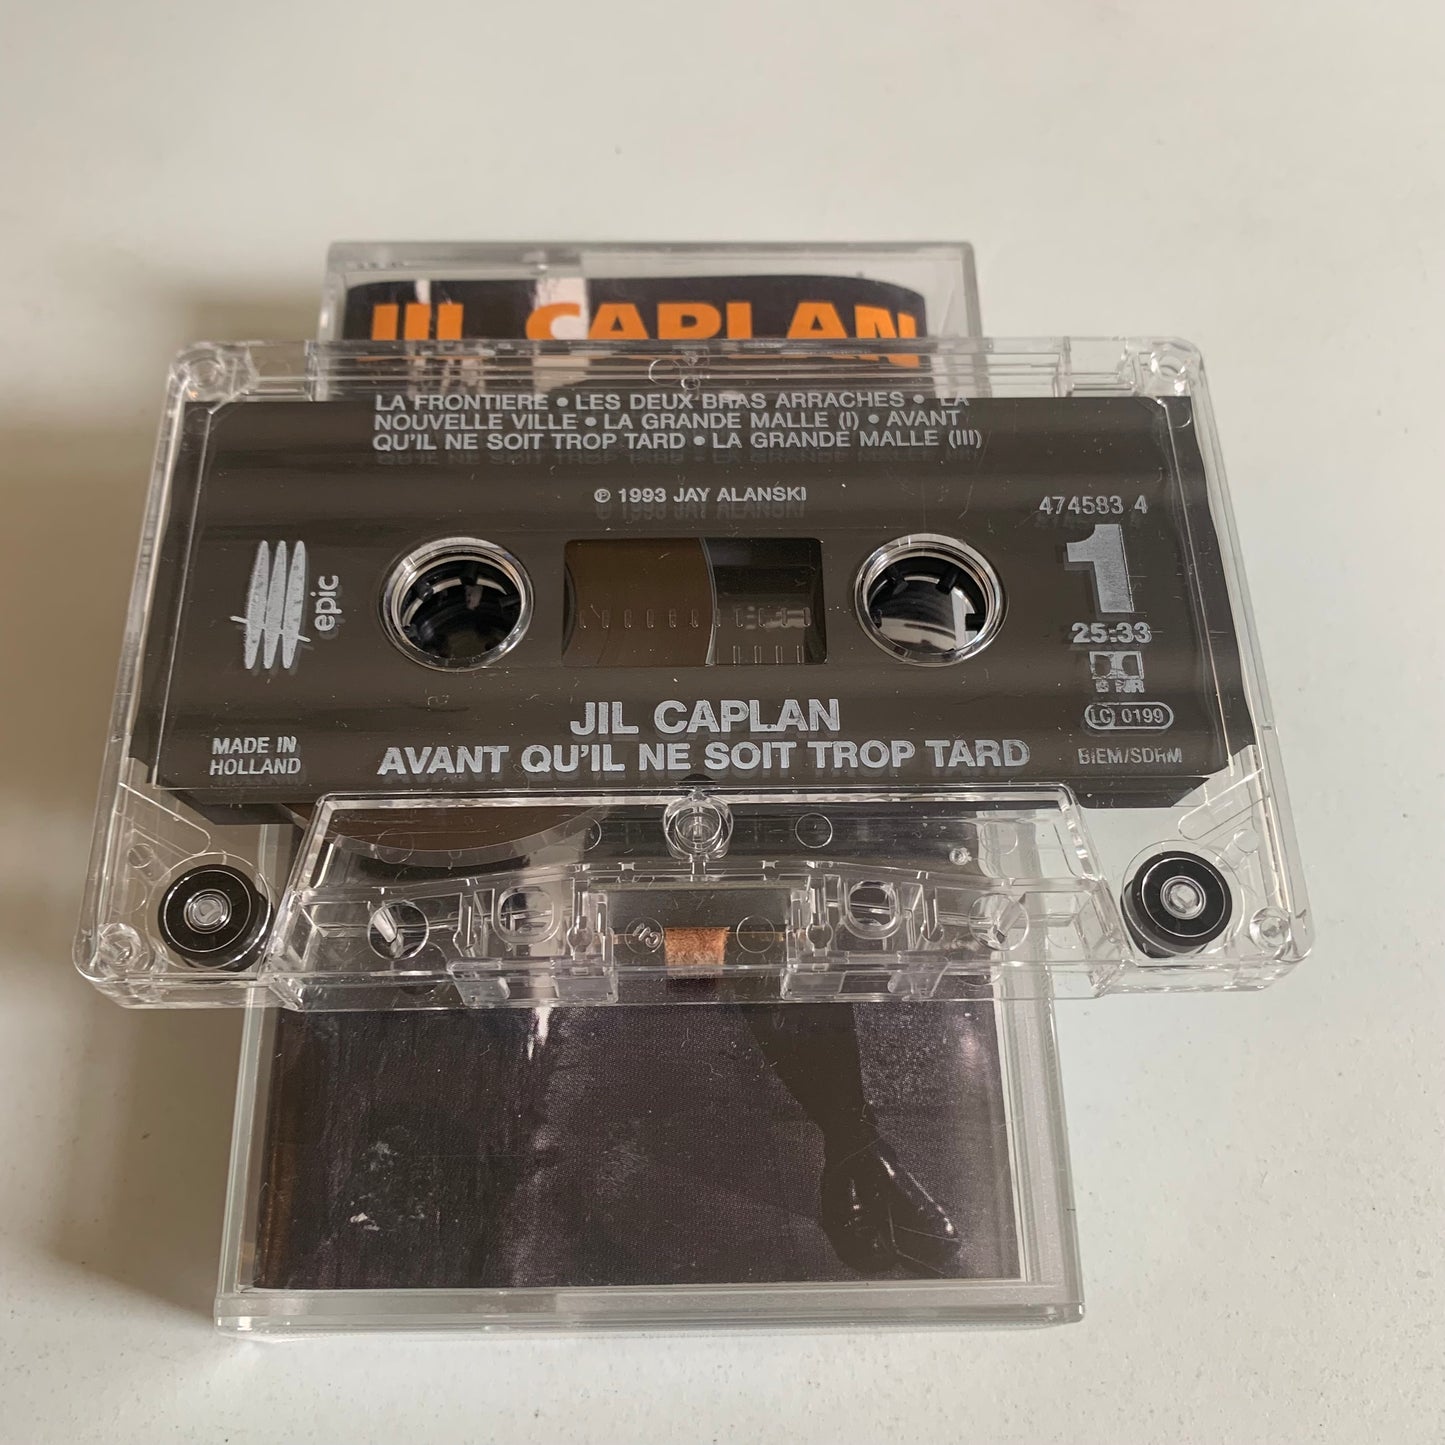 JIL CAPLAN
LA FRONTIERE • LES DEUX BRAS ARRACHES • LA
NOUVELLE VILLE • LA GRANDE MALLE (I) • AVANT
QU'IL NE SOIT TROP TARD • LA GRANDE MALLE (III)
℗ 1993 JAY ALANSKI
474583 4
1
epic
25:33
B NR
LC 0199
JIL CAPLAN
MADE IN
HOLLAND
AVANT QU'IL NE SOIT TROP TARD
BIEM/SDRM